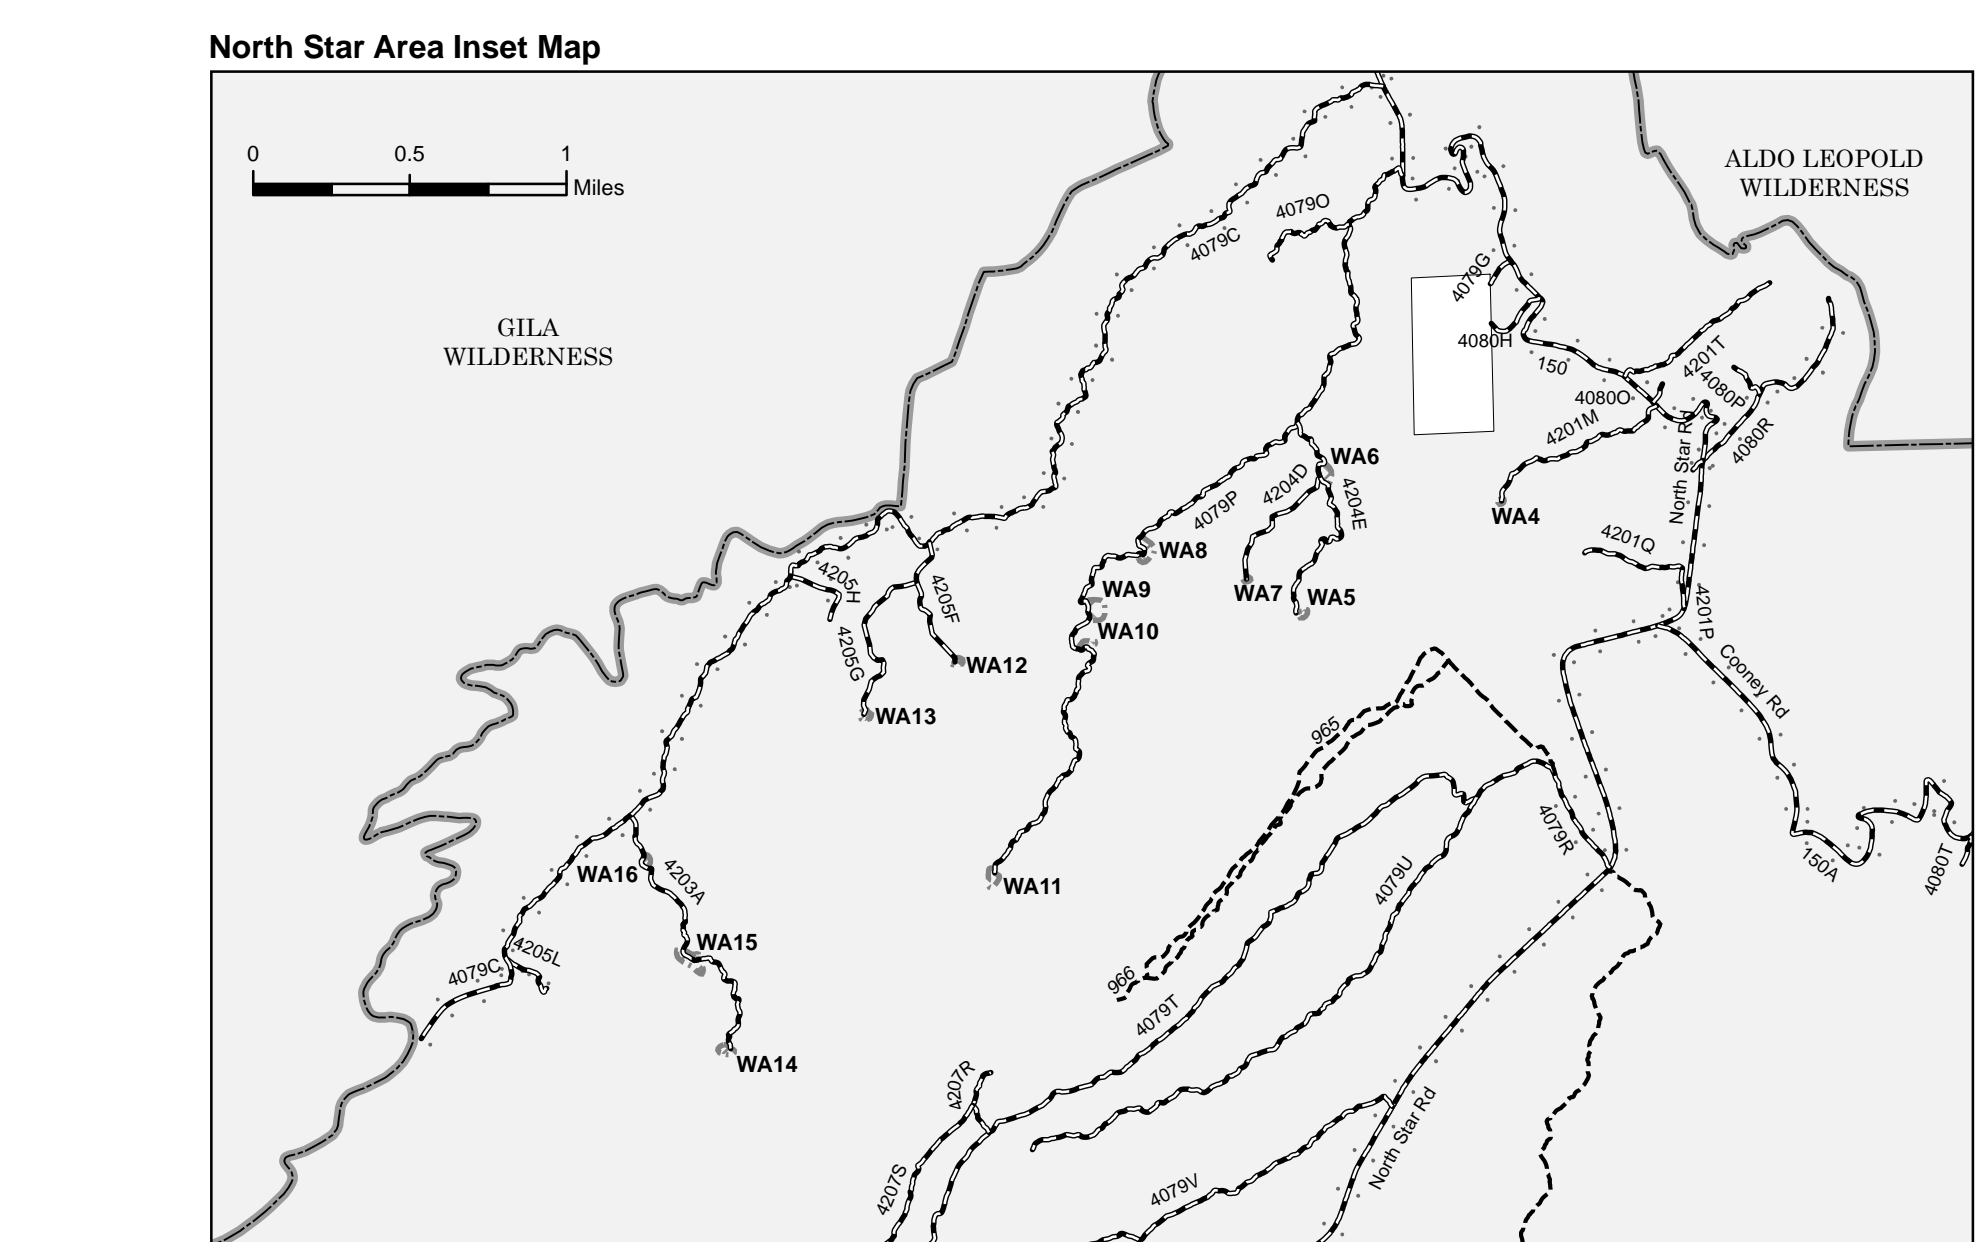 North Star Area Inset Map
0 0.5 1
Miles
ALDO LEOPOLD
WILDERNESS
GILA
WILDERNESS
4079O
4079C
4079G
4080H
150
4201T
4080P
4080O
4201M
4080R
North Star Rd
WA6
4204D
4204E
4079P
WA4
4201Q
WA8
WA9
WA7
WA5
WA10
4205H
4205F
4205G
WA12
WA13
4201P
Cooney Rd
965
4079R
4079U
150A
4080T
WA16
4203A
WA11
WA15
4205L
4079C
966
4079T
WA14
4207R
North Star Rd
4207S
4079V